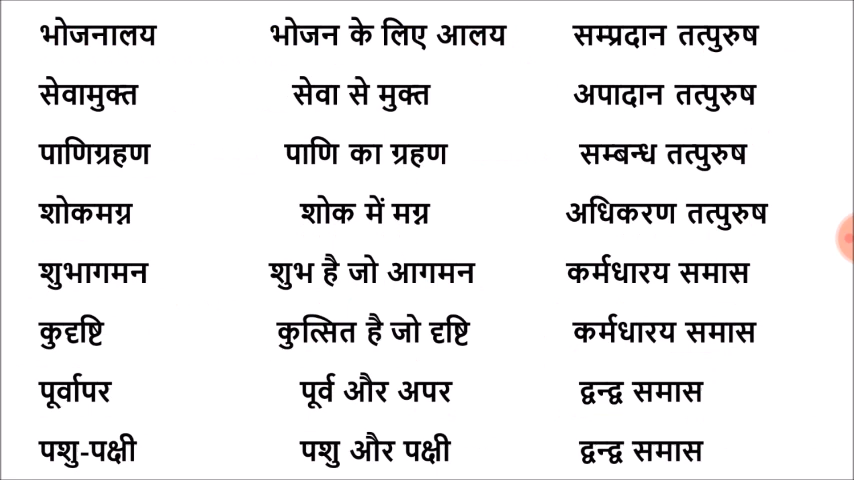 भोजनालय भोजन के लिए आलय सम्प्रदान तत्पुरुष
सेवामुक्त सेवा से मुक्त अपादान तत्पुरुष
पाणिग्रहण पाणि का ग्रहण सम्बन्ध तत्पुरुष
शोकमग्न शोक में मग्न अधिकरण तत्पुरुष
शुभागमन शुभ है जो आगमन कर्मधारय समास
कुदृष्टि कुत्सित है जो दृष्टि कर्मधारय समास
पूर्वापर पूर्व और अपर द्वन्द्व समास
पशु-पक्षी पशु और पक्षी द्वन्द्व समास